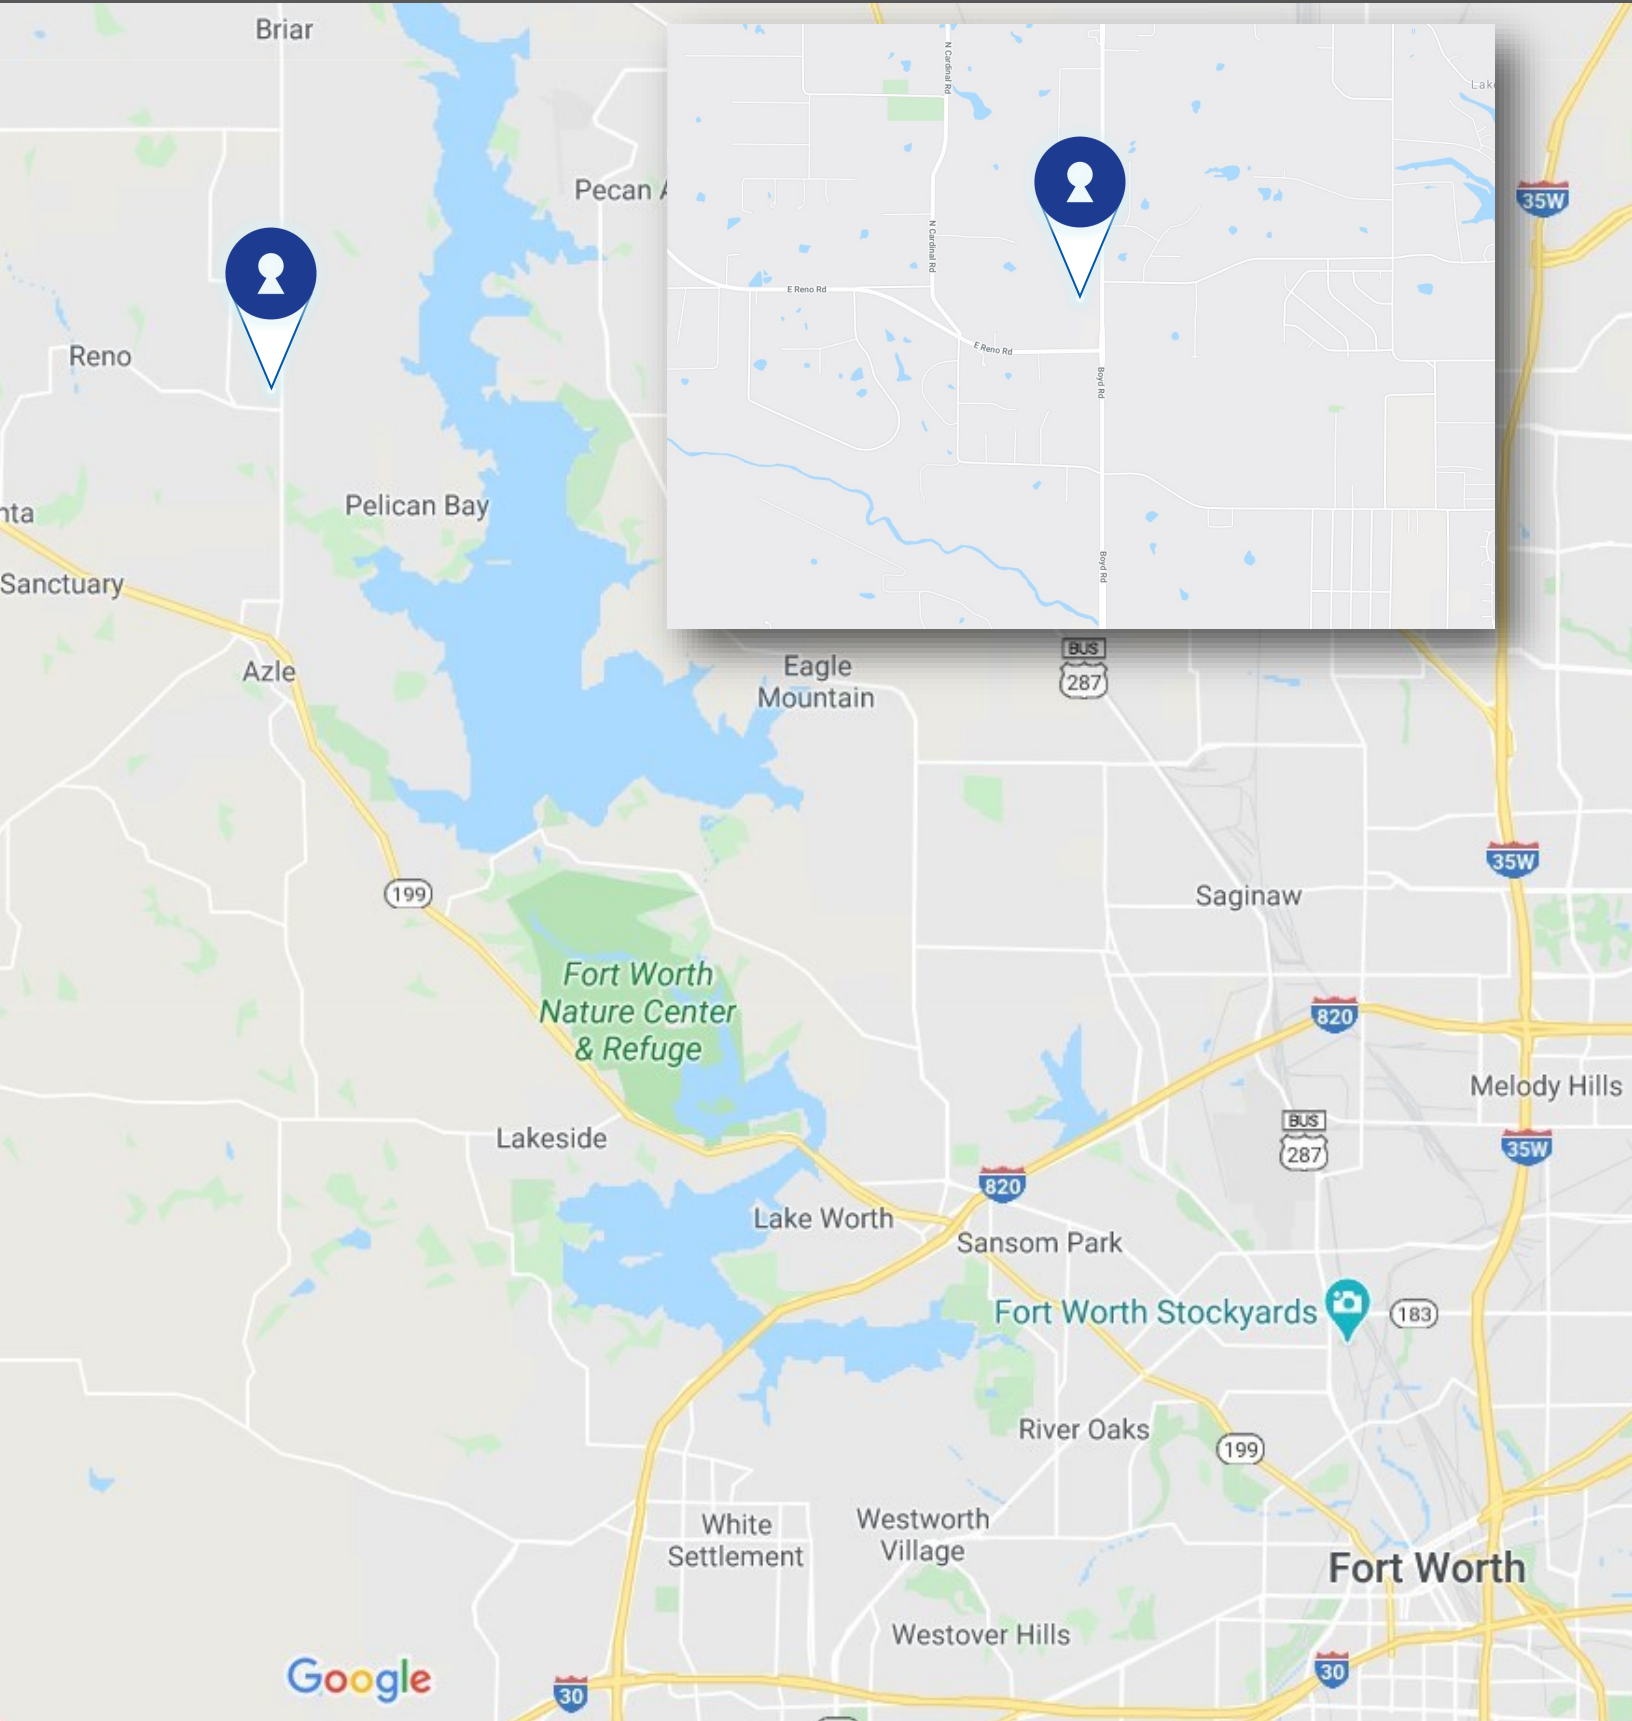 Briar
N Cardinal Rd
Lak
Pecan A
35W
N Cardinal Rd
E Reno Rd
Reno
E Reno Rd
Boyd Rd
Pelican Bay
nta
Boyd Rd
Sanctuary
BUS
287
Azle
Eagle
Mountain
35W
199
Saginaw
Fort Worth
Nature Center
& Refuge
820
Melody Hills
BUS
287
Lakeside
35W
820
Lake Worth
Sansom Park
Fort Worth Stockyards
183
River Oaks
199
White
Settlement
Westworth
Village
Fort Worth
Westover Hills
Google
30
30